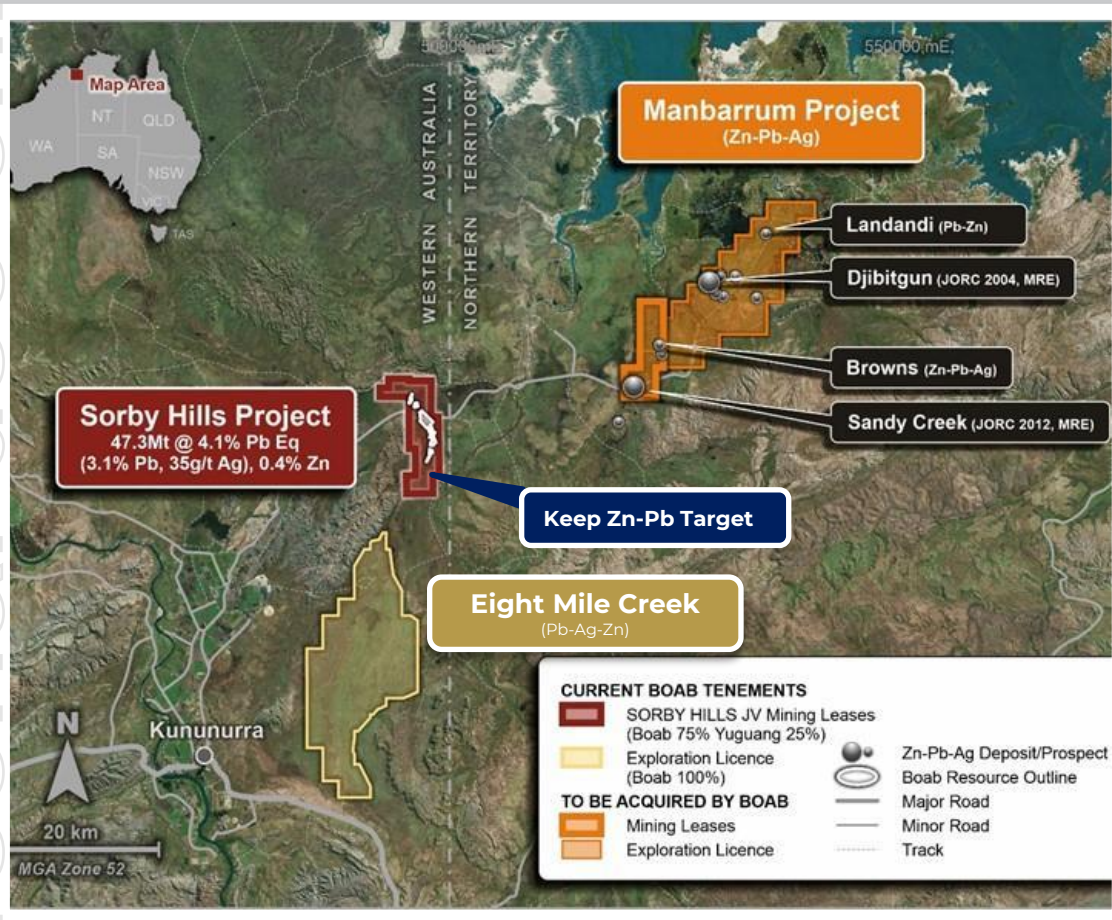 500000mE
550000,mE
Map Area
NT
QLD
WA
SA
NSW
VIC
TAS
WESTERN AUSTRALIA
NORTHERN TERRITORY
Manbarrum Project
(Zn-Pb-Ag)
Landandi (Pb-Zn)
Djibitgun (JORC 2004, MRE)
Browns (Zn-Pb-Ag)
Sandy Creek (JORC 2012, MRE)
Sorby Hills Project
47.3Mt @ 4.1% Pb Eq
(3.1% Pb, 35g/t Ag), 0.4% Zn
Keep Zn-Pb Target
Eight Mile Creek
(Pb-Ag-Zn)
Kununurra
N
20 km
MGA Zone 52
CURRENT BOAB TENEMENTS
SORBY HILLS JV Mining Leases
(Boab 75% Yuguang 25%)
Exploration Licence
(Boab 100%)
TO BE ACQUIRED BY BOAB
Mining Leases
Exploration Licence
Zn-Pb-Ag Deposit/Prospect
Boab Resource Outline
Major Road
Minor Road
Track